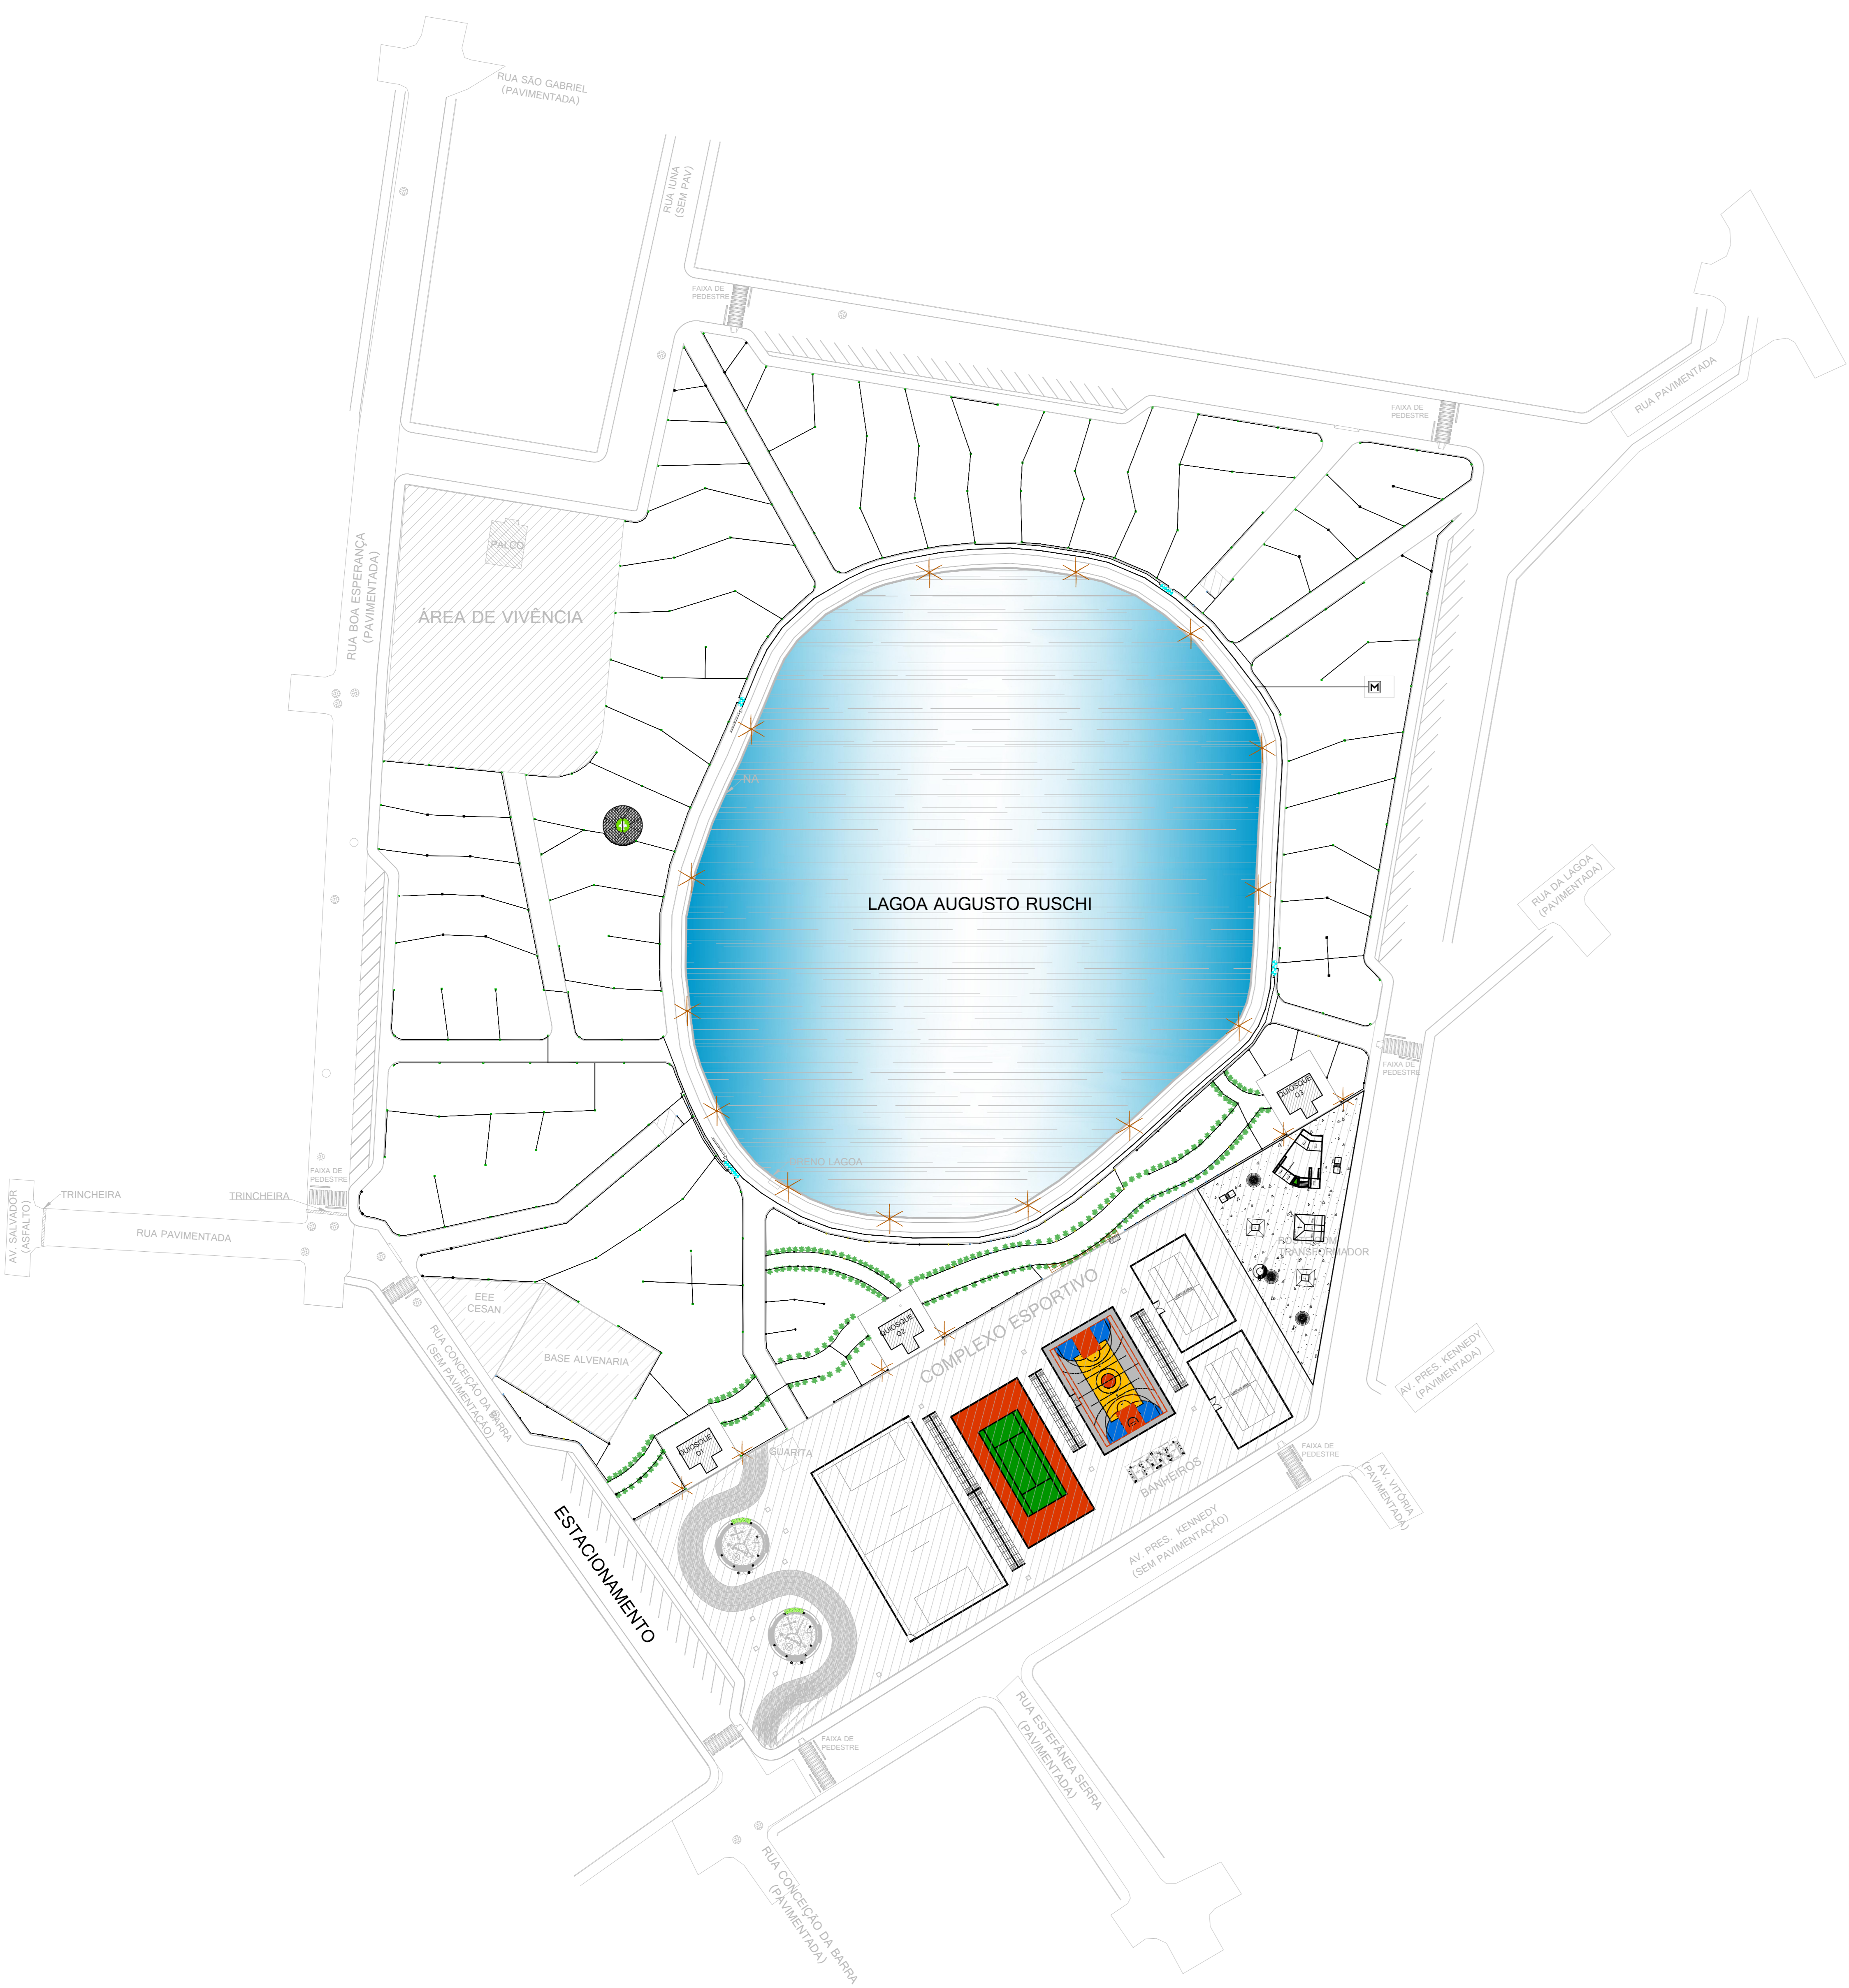 RUA SÃO GABRIEL
(PAVIMENTADA)
RUA IUNA
(SEM PAV)
FAIXA DE
PEDESTRE
RUA PAVIMENTADA
FAIXA DE
PEDESTRE
RUA BOA ESPERANÇA
(PAVIMENTADA)
PALCO
ÁREA DE VIVÊNCIA
M
NA
LAGOA AUGUSTO RUSCHI
RUA DA LAGOA
(PAVIMENTADA)
FAIXA DE
PEDESTRE
QUIOSQUE
03
LAGOA
FAIXA DE
PEDESTRE
AV. SALVADOR
(ASFALTO)
TRINCHEIRA
TRINCHEIRA
RUA PAVIMENTADA
TRANSFORMADOR
EEE
CESAN
QUIOSQUE
02
COMPLEXO ESPORTIVO
BASE ALVENARIA
RUA CONCEIÇÃO DA BARRA
(SEM PAVIMENTAÇÃO)
AV. PRES. KENNEDY
(PAVIMENTADA)
QUIOSQUE
01
GUARITA
BANHEIROS
FAIXA DE
PEDESTRE
AV. VITÓRIA
(PAVIMENTADA)
ESTACIONAMENTO
AV. PRES. KENNEDY
(SEM PAVIMENTAÇÃO)
FAIXA DE
PEDESTRE
RUA ESTEFÂNEA SERRA
(PAVIMENTADA)
RUA CONCEIÇÃO DA BARRA
(PAVIMENTADA)